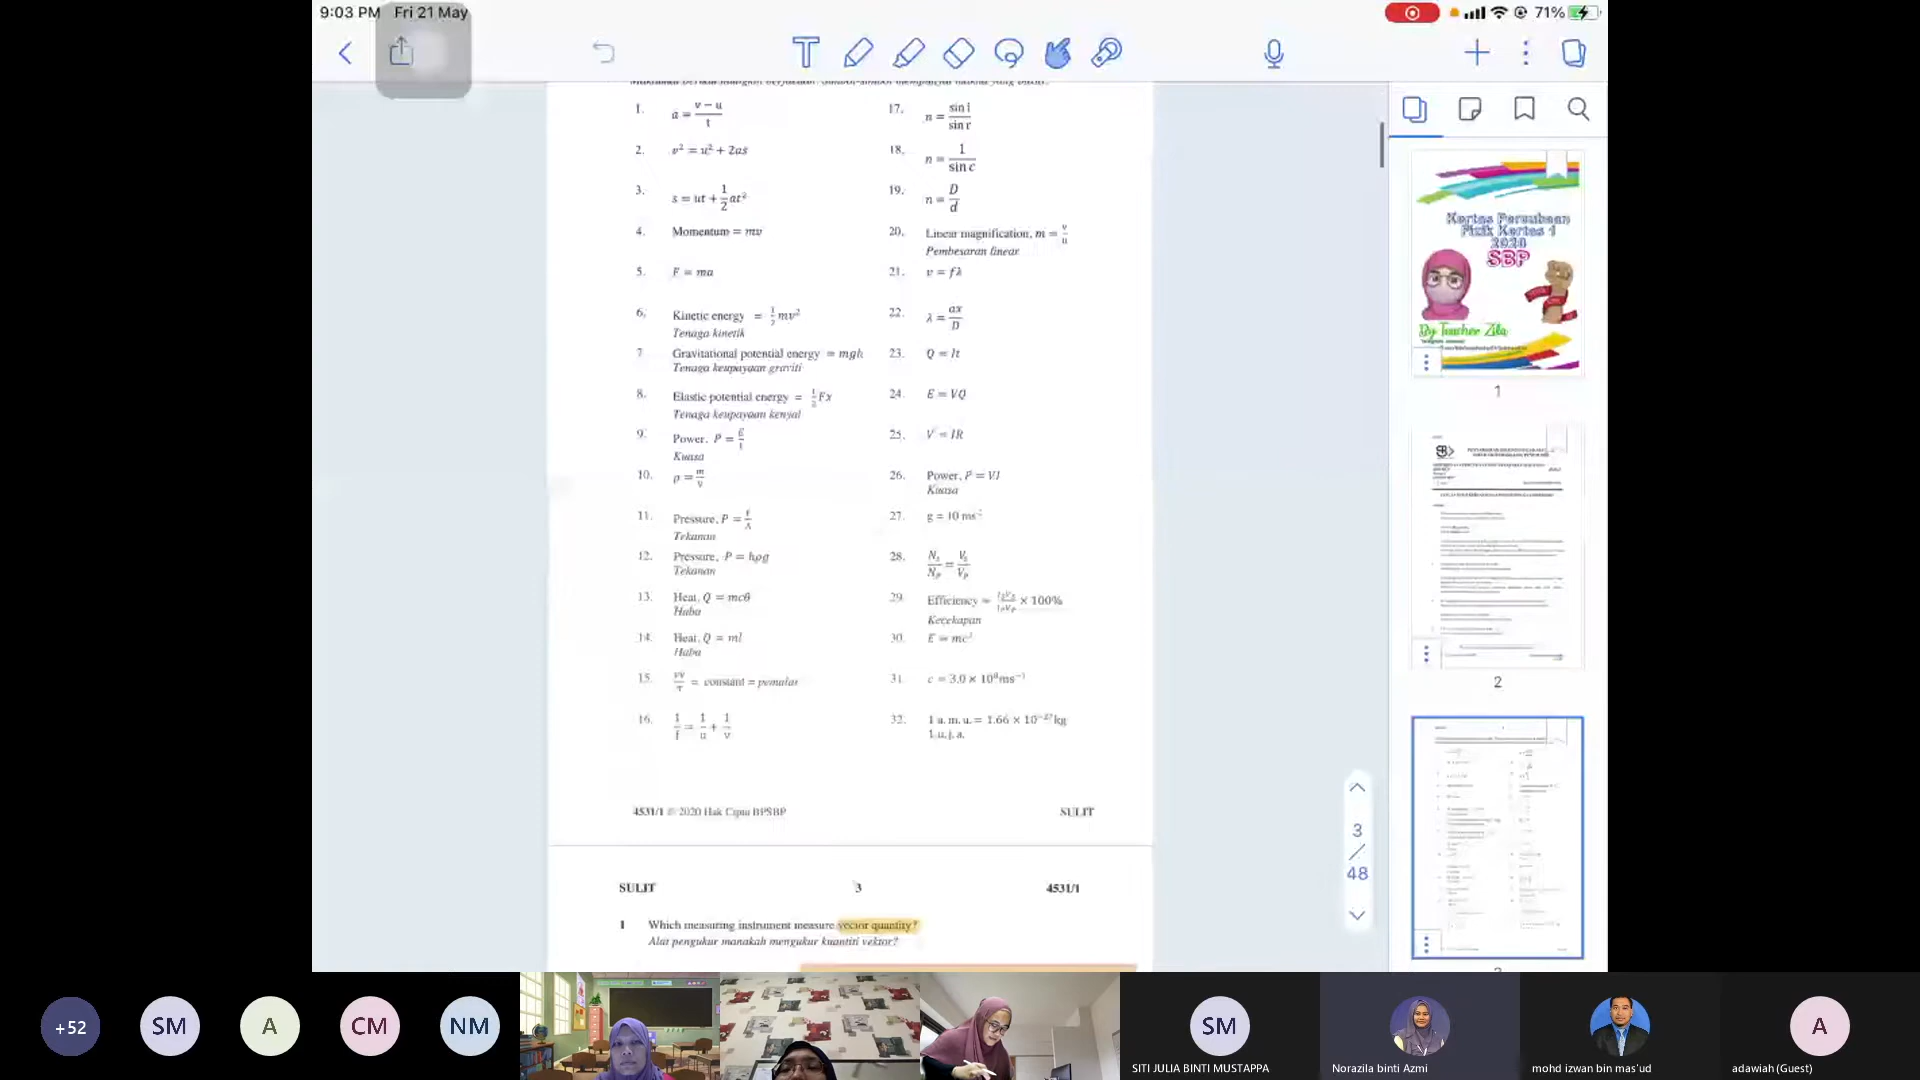 9:03 PM Fri 21 May
71%
1. a = (v − u)/t
2. v² = u² + 2as
3. s = ut + 1/2 at²
4. Momentum = mv
5. F = ma
6. Kinetic energy = 1/2 mv²
Tenaga kinetik
7 Gravitational potential energy = mgh
Tenaga keupayaan graviti
8. Elastic potential energy = 1/2 Fx
Tenaga keupayaan kenyal
9. Power, P = E/t
Kuasa
10. ρ = m/V
11. Pressure, P = F/A
Tekanan
12. Pressure, P = hρg
Tekanan
13. Heat, Q = mcθ
Haba
14. Heat, Q = ml
Haba
15. PV/T = constant = pemalar
16. 1/f = 1/u + 1/v
17. n = sin i/sin r
18. n = 1/sin c
19. n = D/d
20. Linear magnification, m = v/u
Pembesaran linear
21. v = fλ
22. λ = ax/D
23. Q = It
24. E = VQ
25. V = IR
26. Power, P = VI
Kuasa
27. g = 10 ms⁻²
28. Ns/Np = Vs/Vp
29. Efficiency = IsVs/IpVp × 100%
Kecekapan
30. E = mc²
31. c = 3.0 × 10⁸ms⁻¹
32. 1 a.m.u. = 1.66 × 10⁻²⁷kg
1 u.j.a.
4531/1 © 2020 Hak Cipta BPSBP SULIT
SULIT 3 4531/1
1 Which measuring instrument measure vector quantity?
Alat pengukur manakah mengukur kuantiti vektor?
3
/
48
Kertas Percubaan
Fizik Kertas 1
2020
SBP
By Teacher Zila
1
2
+52
SM
A
CM
NM
SM
SITI JULIA BINTI MUSTAPPA
Norazila binti Azmi
mohd izwan bin mas'ud
A
adawiah (Guest)